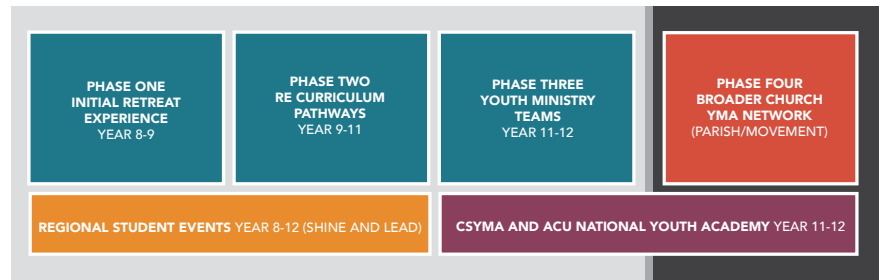 PHASE ONE
INITIAL RETREAT
EXPERIENCE
YEAR 8-9
PHASE TWO
RE CURRICULUM
PATHWAYS
YEAR 9-11
PHASE THREE
YOUTH MINISTRY
TEAMS
YEAR 11-12
PHASE FOUR
BROADER CHURCH
YMA NETWORK
(PARISH/MOVEMENT)
REGIONAL STUDENT EVENTS YEAR 8-12 (SHINE AND LEAD)
CSYMA AND ACU NATIONAL YOUTH ACADEMY YEAR 11-12